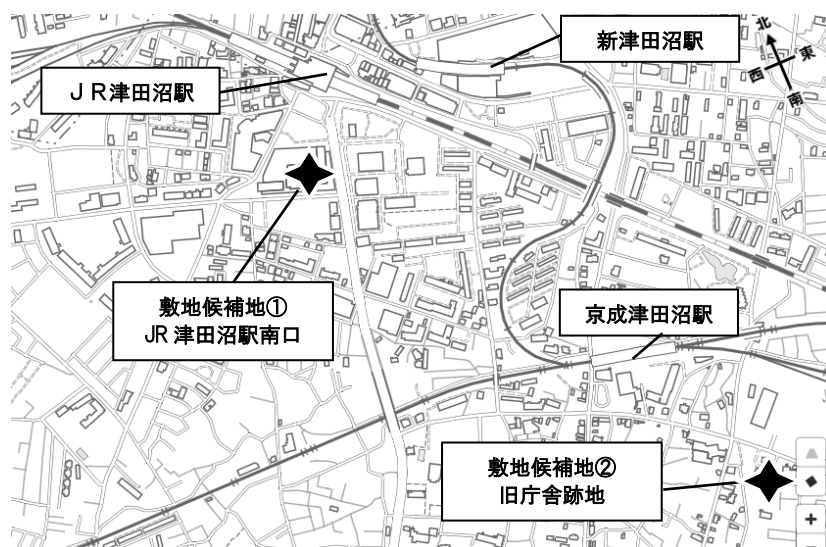 新津田沼駅
北
東
西
南
ＪＲ津田沼駅
敷地候補地①
JR 津田沼駅南口
京成津田沼駅
敷地候補地②
旧庁舎跡地
+